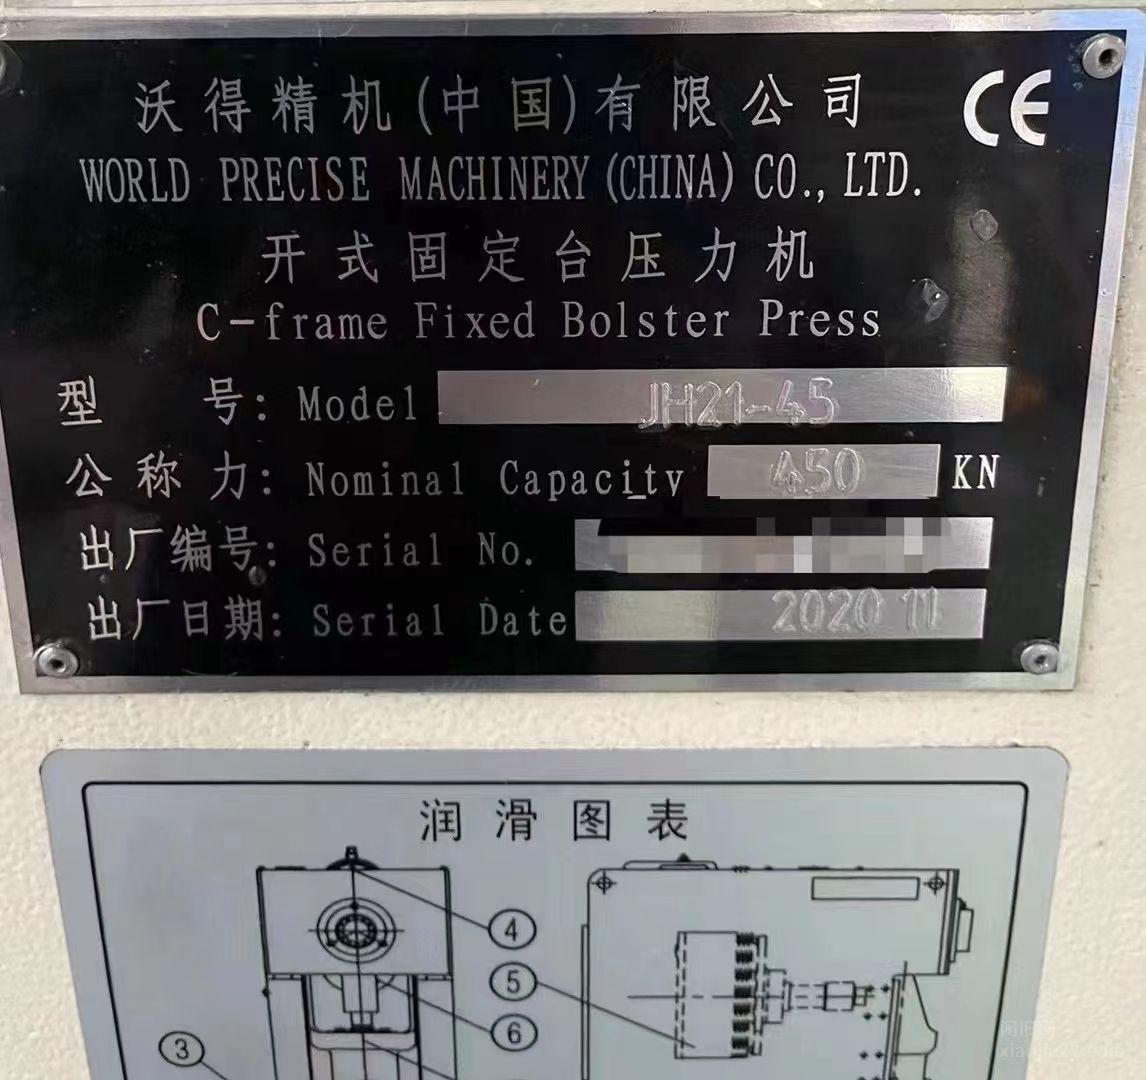 沃得精机(中国)有限公司 CE
WORLD PRECISE MACHINERY (CHINA) CO., LTD.
开式固定台压力机
C-frame Fixed Bolster Press
型 号: Model JH21-45
公称力: Nominal Capacity 450 KN
出厂编号: Serial No.
出厂日期: Serial Date 2020 11
润滑图表
4
5
6
3